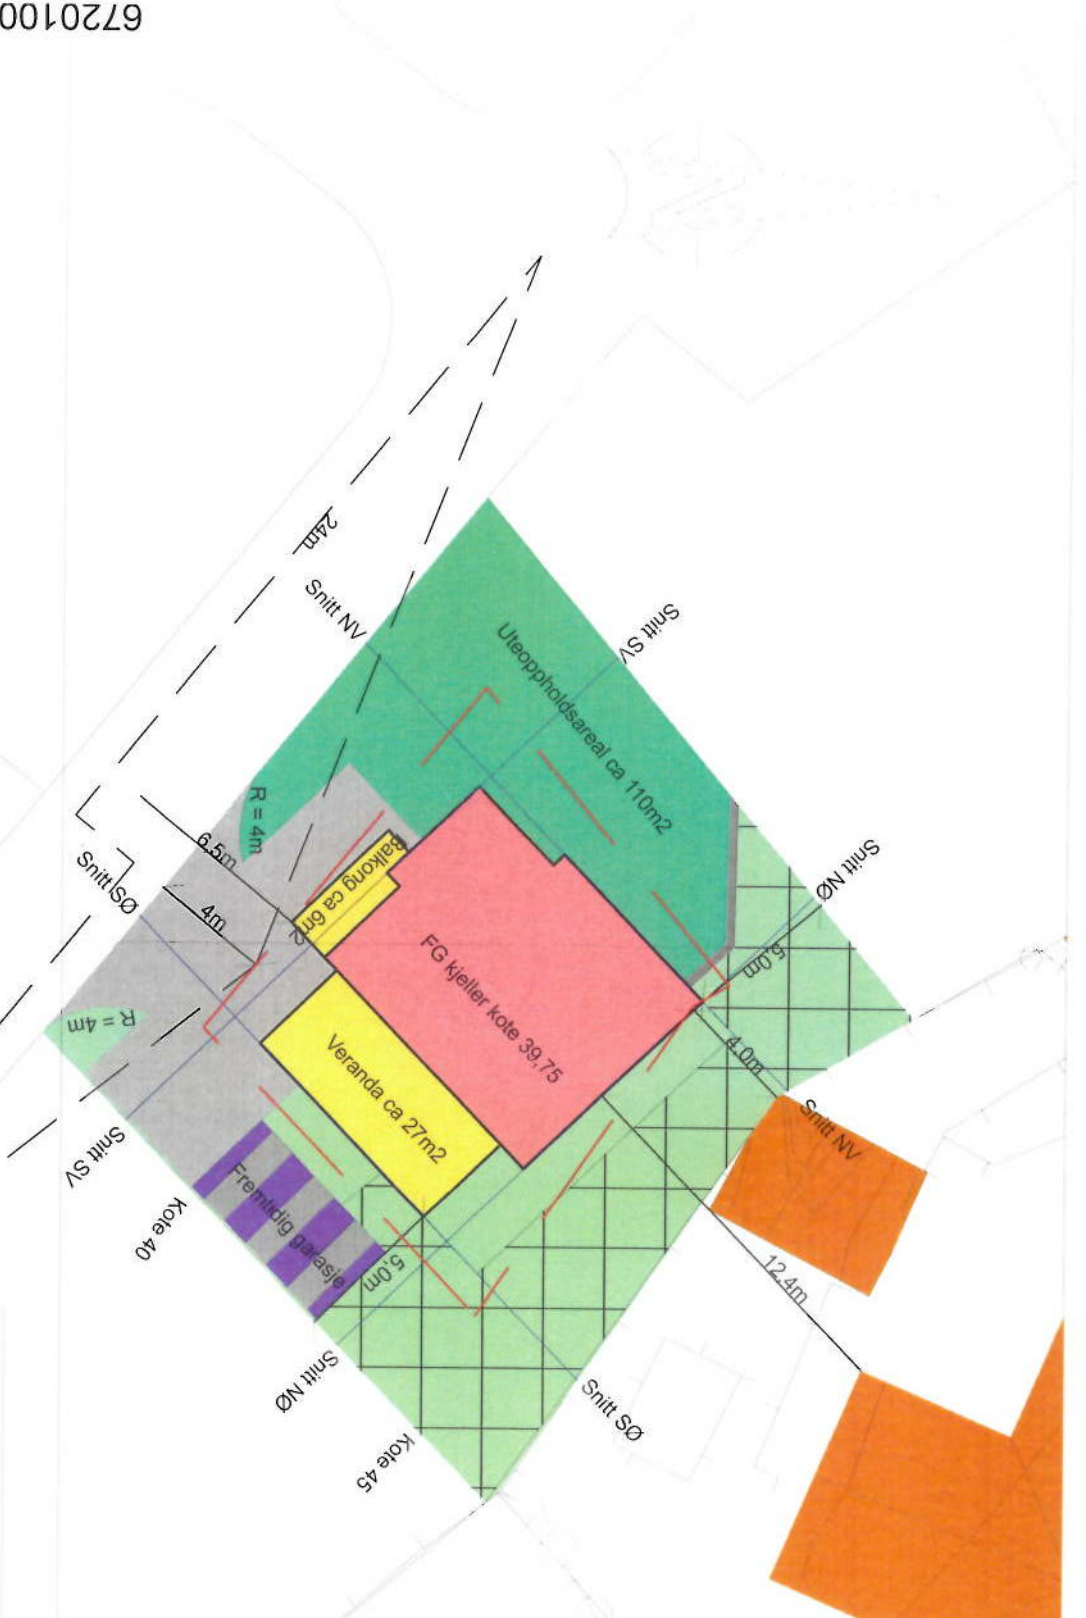 6720100
24m
Snitt NV
Snitt SV
Uteoppholdsareal ca 110m2
R = 4m
6,5m
Snitt SØ
4m
Balkong ca 6m2
Snitt NØ
5,0m
FG kjeller kote 39,75
R = 4m
4,0m
Veranda ca 27m2
Snitt NV
Snitt SV
Fremtidig garasje
Kote 40
5,0m
12,4m
Snitt NØ
Snitt SØ
Kote 45